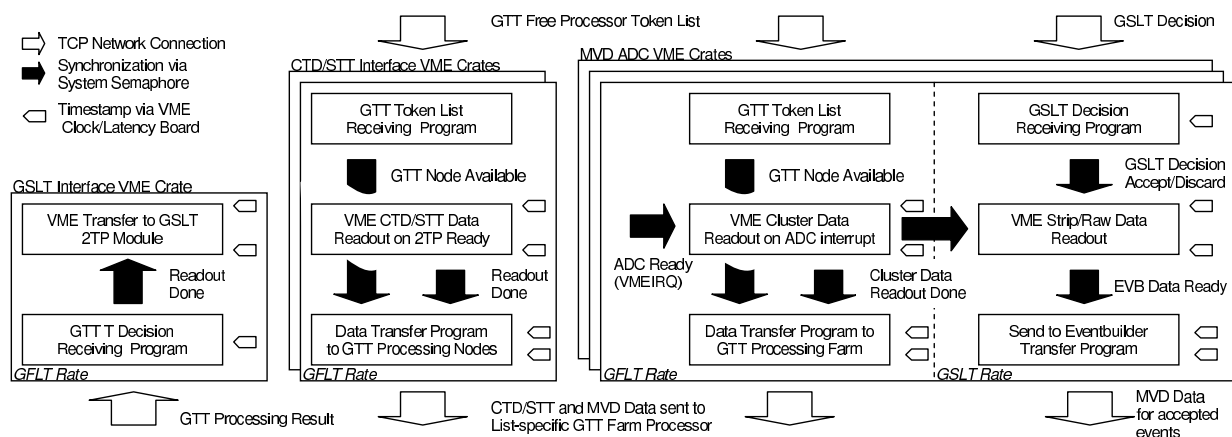 GTT Free Processor Token List
GSLT Decision
TCP Network Connection
Synchronization via
System Semaphore
Timestamp via VME
Clock/Latency Board
CTD/STT Interface VME Crates
GTT Token List
Receiving Program
GTT Node Available
VME CTD/STT Data
Readout on 2TP Ready
Readout
Done
Data Transfer Program
to GTT Processing Nodes
GFLT Rate
MVD ADC VME Crates
GTT Token List
Receiving Program
GTT Node Available
ADC Ready
(VMEIRQ)
VME Cluster Data
Readout on ADC interrupt
Cluster Data
Readout Done
Data Transfer Program to
GTT Processing Farm
GFLT Rate
GSLT Decision
Receiving Program
GSLT Decision
Accept/Discard
VME Strip/Raw Data
Readout
EVB Data Ready
Send to Eventbuilder
Transfer Program
GSLT Rate
GSLT Interface VME Crate
VME Transfer to GSLT
2TP Module
Readout
Done
GTT T Decision
Receiving Program
GFLT Rate
GTT Processing Result
CTD/STT and MVD Data sent to
List-specific GTT Farm Processor
MVD Data
for accepted
events